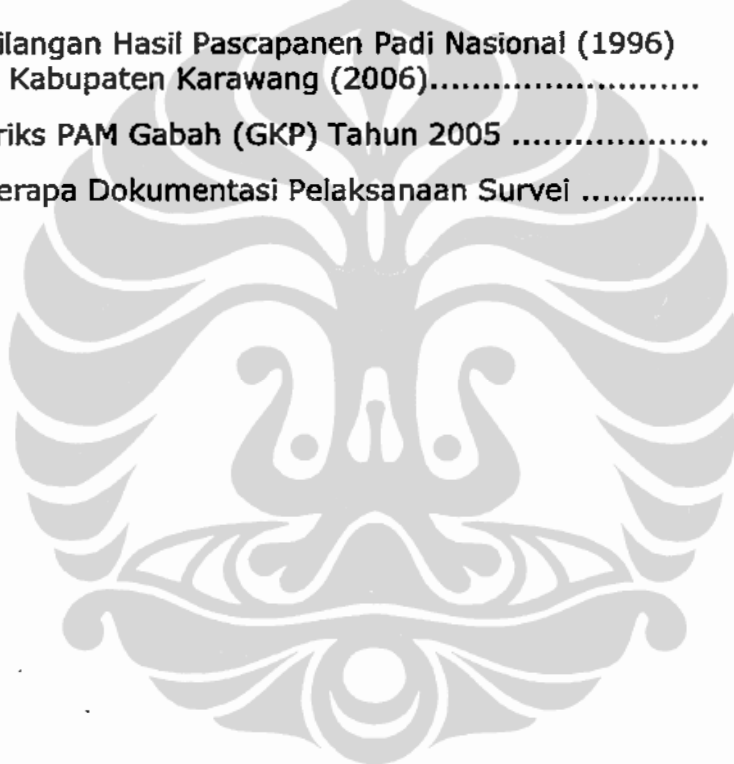 ilangan Hasil Pascapanen Padi Nasional (1996)
Kabupaten Karawang (2006)..........................
riks PAM Gabah (GKP) Tahun 2005 ...................
erapa Dokumentasi Pelaksanaan Survei ..............